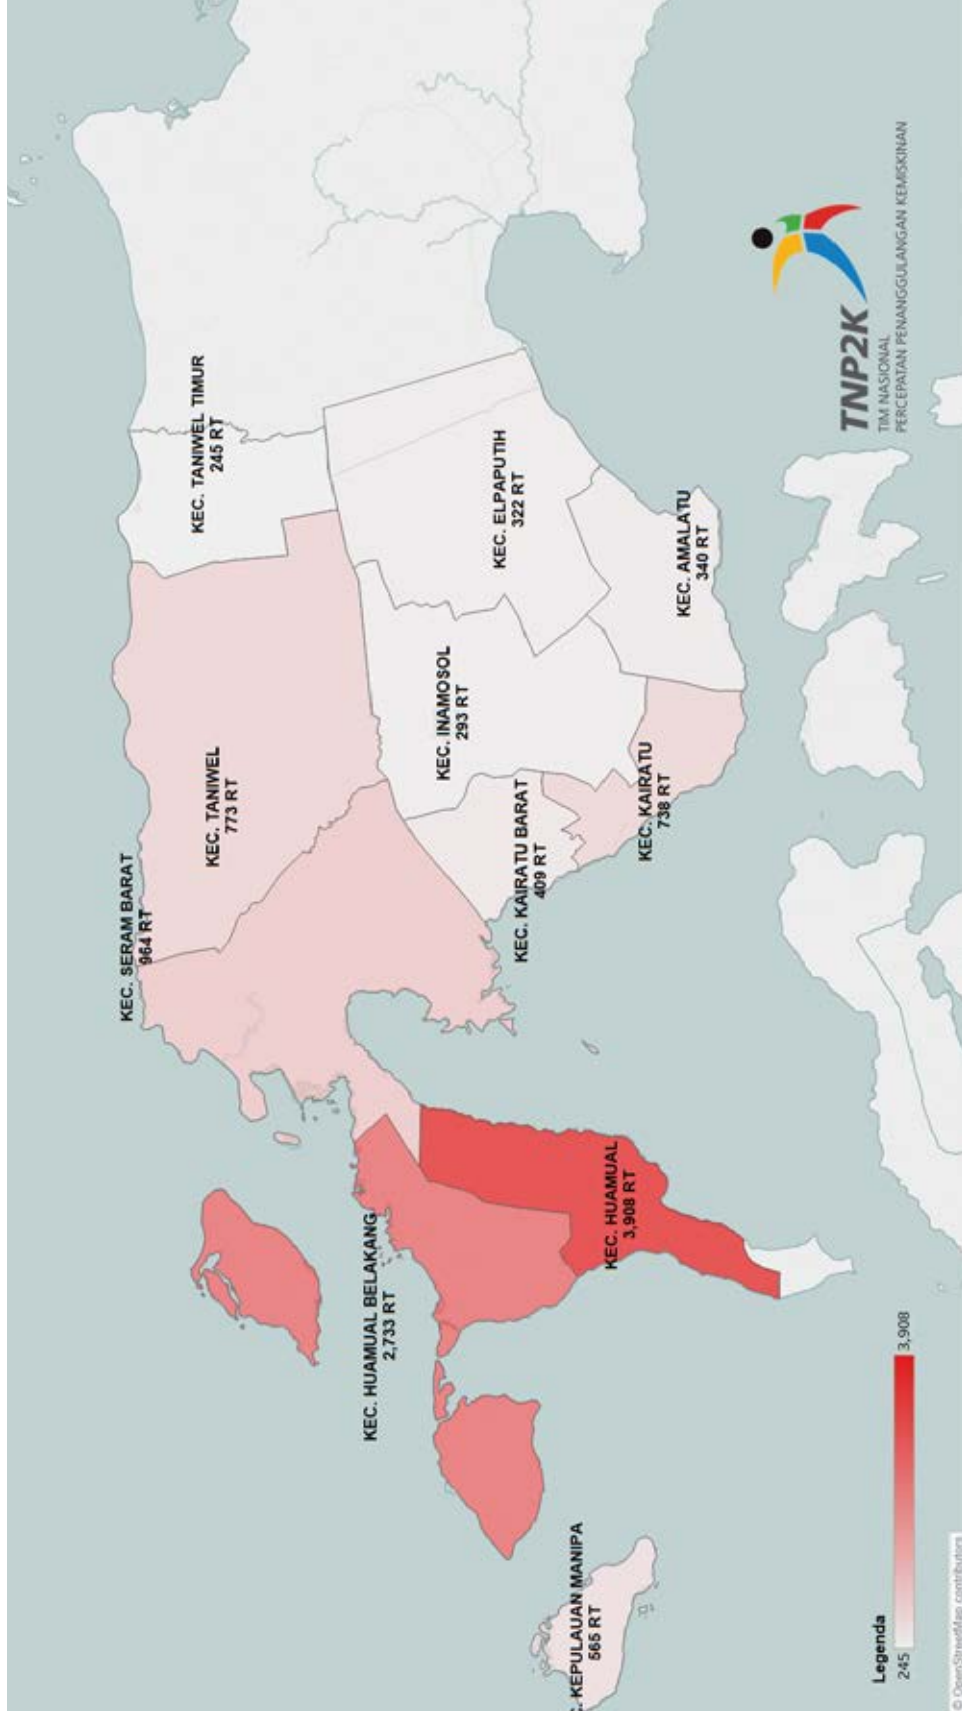 KEC. SERAM BARAT
964 RT
KEC. TANIWEL
773 RT
KEC. TANIWEL TIMUR
245 RT
KEC. HUAMUAL BELAKANG
2,733 RT
KEC. INAMOSOL
293 RT
KEC. ELPAPUTIH
322 RT
KEC. KAIRATU BARAT
409 RT
. KEPULAUAN MANIPA
565 RT
KEC. HUAMUAL
3,908 RT
KEC. KAIRATU
738 RT
KEC. AMALATU
340 RT
TNP2K
TIM NASIONAL
PERCEPATAN PENANGGULANGAN KEMISKINAN
Legenda
245 3,908
© OpenStreetMap contributors